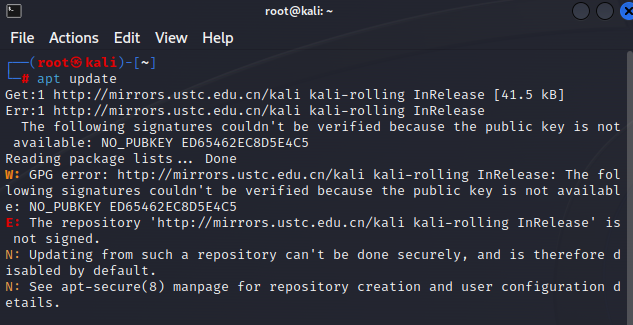 root@kali: ~
File Actions Edit View Help
┌──(root㉿kali)-[~]
└─# apt update
Get:1 http://mirrors.ustc.edu.cn/kali kali-rolling InRelease [41.5 kB]
Err:1 http://mirrors.ustc.edu.cn/kali kali-rolling InRelease
  The following signatures couldn't be verified because the public key is not
 available: NO_PUBKEY ED65462EC8D5E4C5
Reading package lists... Done
W: GPG error: http://mirrors.ustc.edu.cn/kali kali-rolling InRelease: The fol
lowing signatures couldn't be verified because the public key is not availabl
e: NO_PUBKEY ED65462EC8D5E4C5
E: The repository 'http://mirrors.ustc.edu.cn/kali kali-rolling InRelease' is
 not signed.
N: Updating from such a repository can't be done securely, and is therefore d
isabled by default.
N: See apt-secure(8) manpage for repository creation and user configuration d
etails.